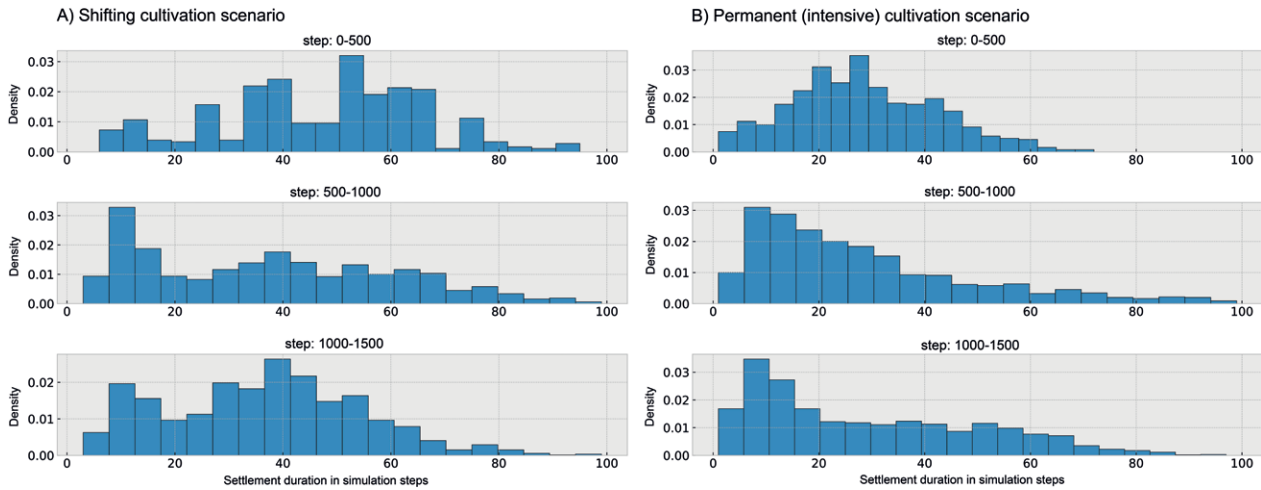 A) Shifting cultivation scenario
step: 0-500
Density
0.03
0.02
0.01
0.00
0 20 40 60 80 100
step: 500-1000
Density
0.03
0.02
0.01
0.00
0 20 40 60 80 100
step: 1000-1500
Density
0.02
0.01
0.00
0 20 40 60 80 100
Settlement duration in simulation steps
B) Permanent (intensive) cultivation scenario
step: 0-500
Density
0.03
0.02
0.01
0.00
0 20 40 60 80 100
step: 500-1000
Density
0.03
0.02
0.01
0.00
0 20 40 60 80 100
step: 1000-1500
Density
0.03
0.02
0.01
0.00
0 20 40 60 80 100
Settlement duration in simulation steps